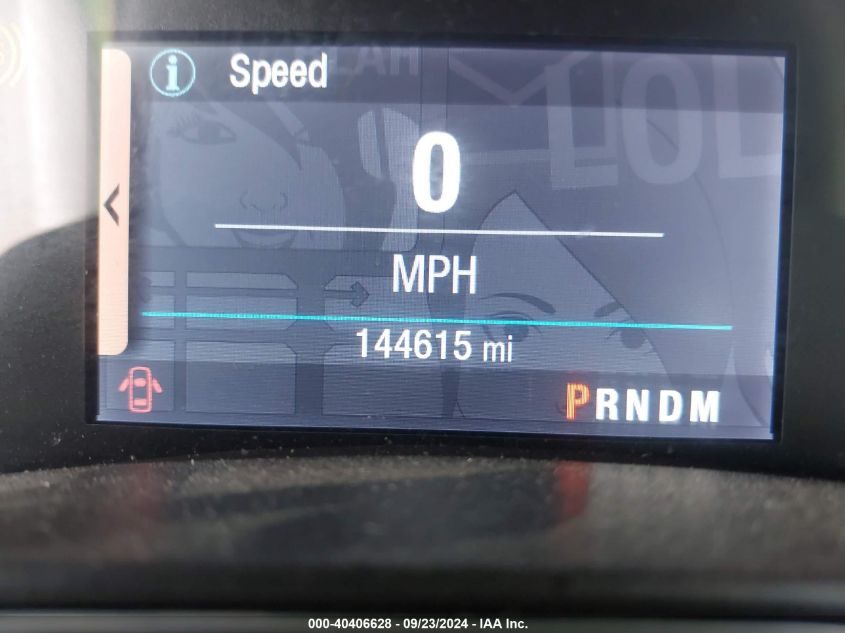 Speed
0
MPH
144615 mi
PRNDM
000-40406628 - 09/23/2024 - IAA Inc.